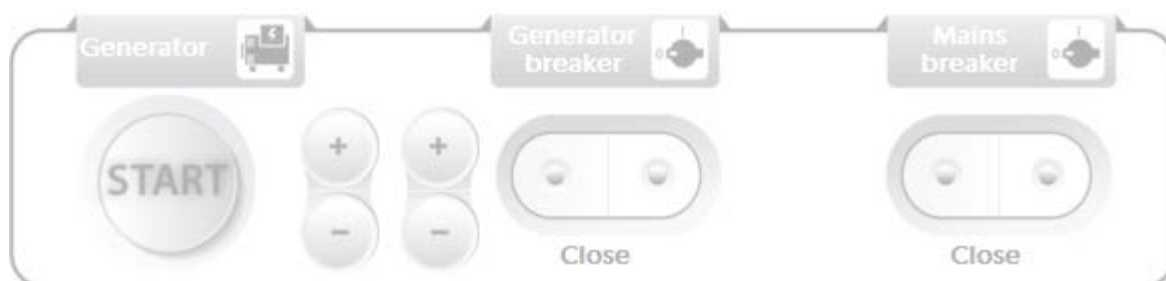 Generator
Generator
breaker
Mains
breaker
START
+
+
-
-
Close
Close